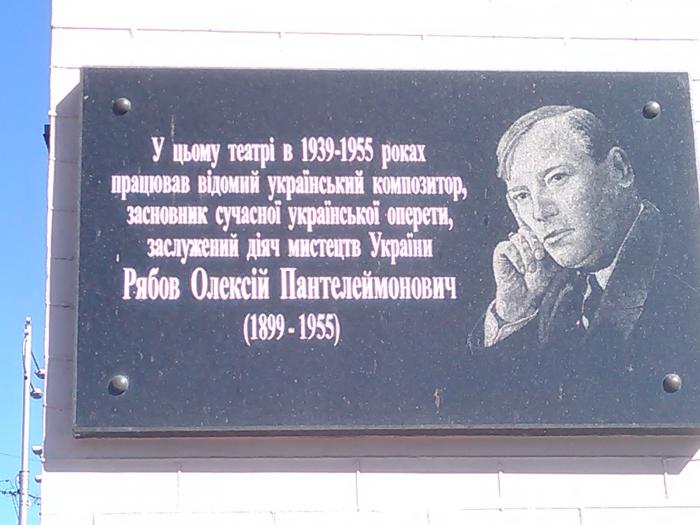 У цьому театрі в 1939-1955 роках
працював відомий український композитор,
засновник сучасної української оперети,
заслужений діяч мистецтв України
Рябов Олексій Пантелеймонович
(1899 - 1955)